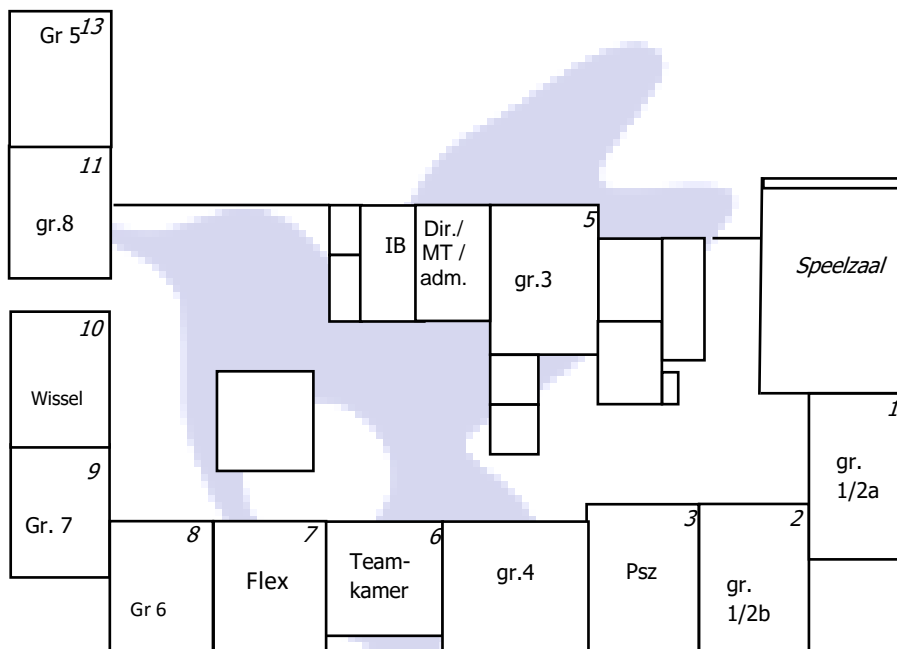 Gr 5
13
11
gr.8
IB
Dir./
MT /
adm.
5
gr.3
Speelzaal
10
Wissel
1
gr.
1/2a
9
Gr. 7
8
Gr 6
7
Flex
6
Team-
kamer
gr.4
3
Psz
2
gr.
1/2b